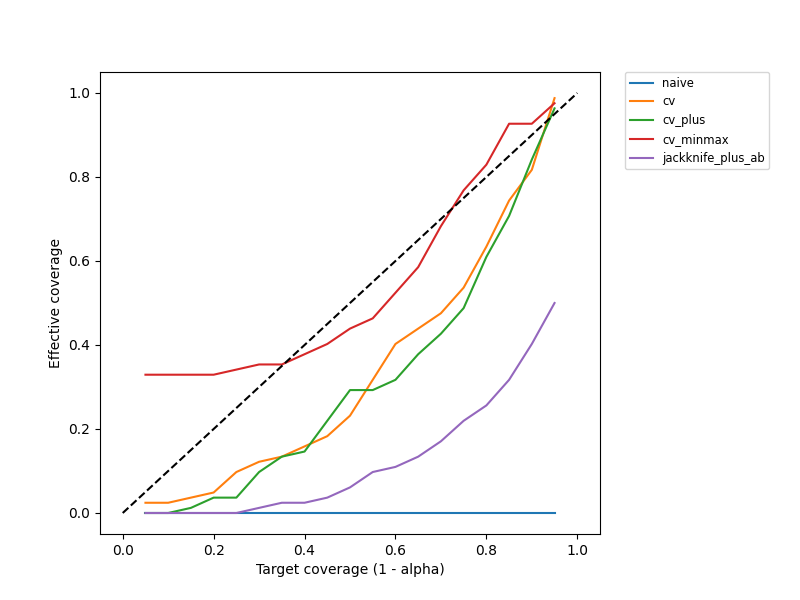 naive
cv
cv_plus
cv_minmax
jackknife_plus_ab
Effective coverage
1.0
0.8
0.6
0.4
0.2
0.0
0.0 0.2 0.4 0.6 0.8 1.0
Target coverage (1 - alpha)